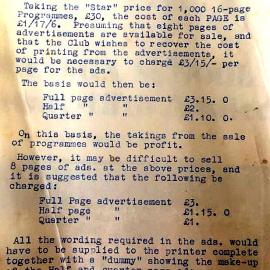 Taking the "Star" price for 1,000 16-page
Programmes, £30, the cost of each PAGE is
£1/17/6. Presuming that eight pages of
advertisements are available for sale, and
that the Club wishes to recover the cost
of printing from the advertisements, it
would be necessary to charge £3/15/- per
page for the ads.
The basis would then be:
Full page advertisement £3.15. 0
Half " " £2.
Quarter " " £1.10. 0.
On this basis, the takings from the sale
of programmes would be profit.
However, it may be difficult to sell
8 pages of ads. at the above prices, and
it is suggested that the following be
charged:
Full Page advertisement £3.
Half page " £1.15. 0
Quarter " " £1.
All the wording required in the ads. would
have to be supplied to the printer complete
together with a "dummy" showing the make-up
of the Half and quarter page